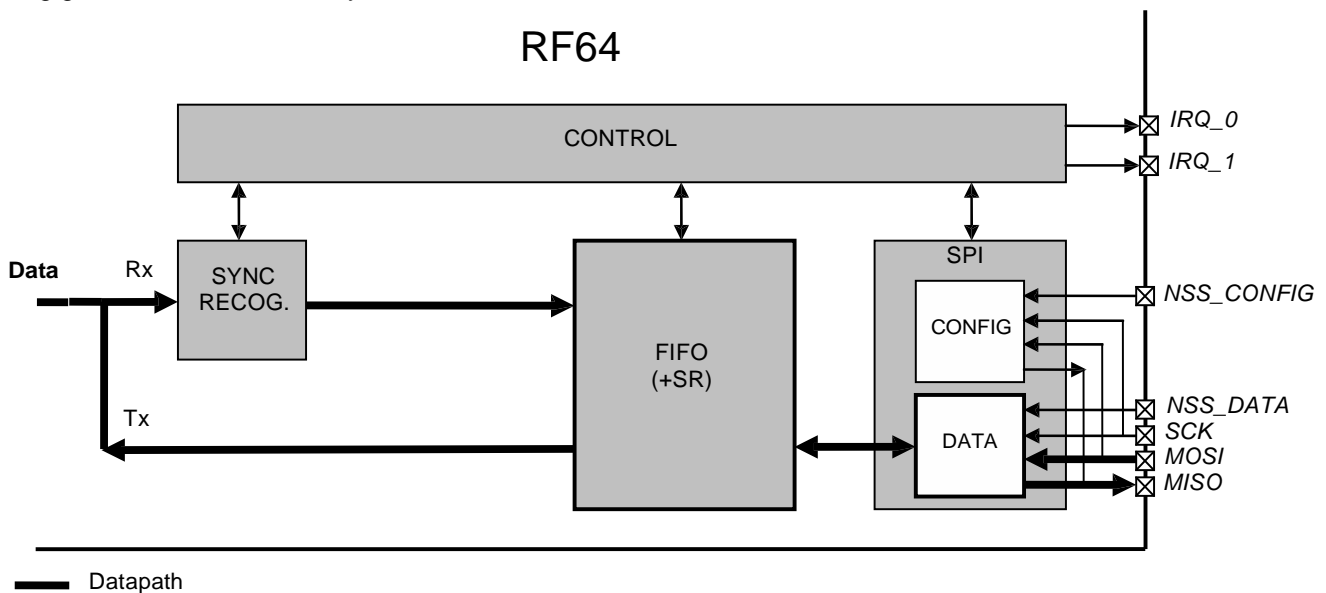 RF64
CONTROL
IRQ_0
IRQ_1
Data
Rx
SYNC
RECOG.
SPI
NSS_CONFIG
CONFIG
FIFO
(+SR)
Tx
DATA
NSS_DATA
SCK
MOSI
MISO
Datapath